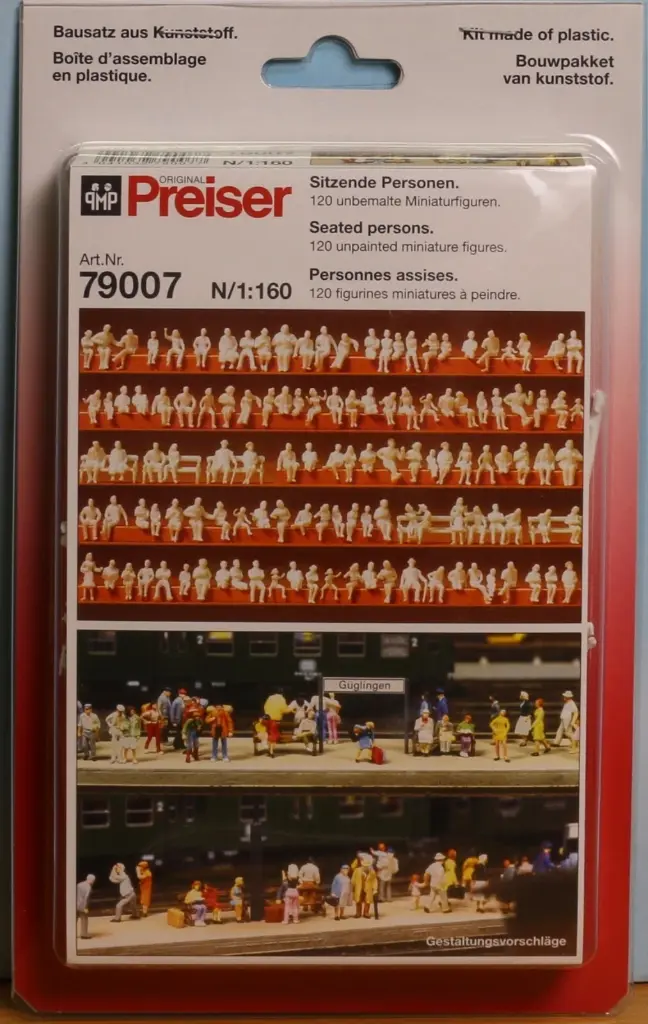 Bausatz aus Kunststoff.
Boîte d'assemblage
en plastique.
Kit made of plastic.
Bouwpakket
van kunststof.
N/1:160
PMP
ORIGINAL
Preiser
Art.Nr.
79007 N/1:160
Sitzende Personen.
120 unbemalte Miniaturfiguren.
Seated persons.
120 unpainted miniature figures.
Personnes assises.
120 figurines miniatures à peindre.
2
2
Güglingen
Gestaltungsvorschläge